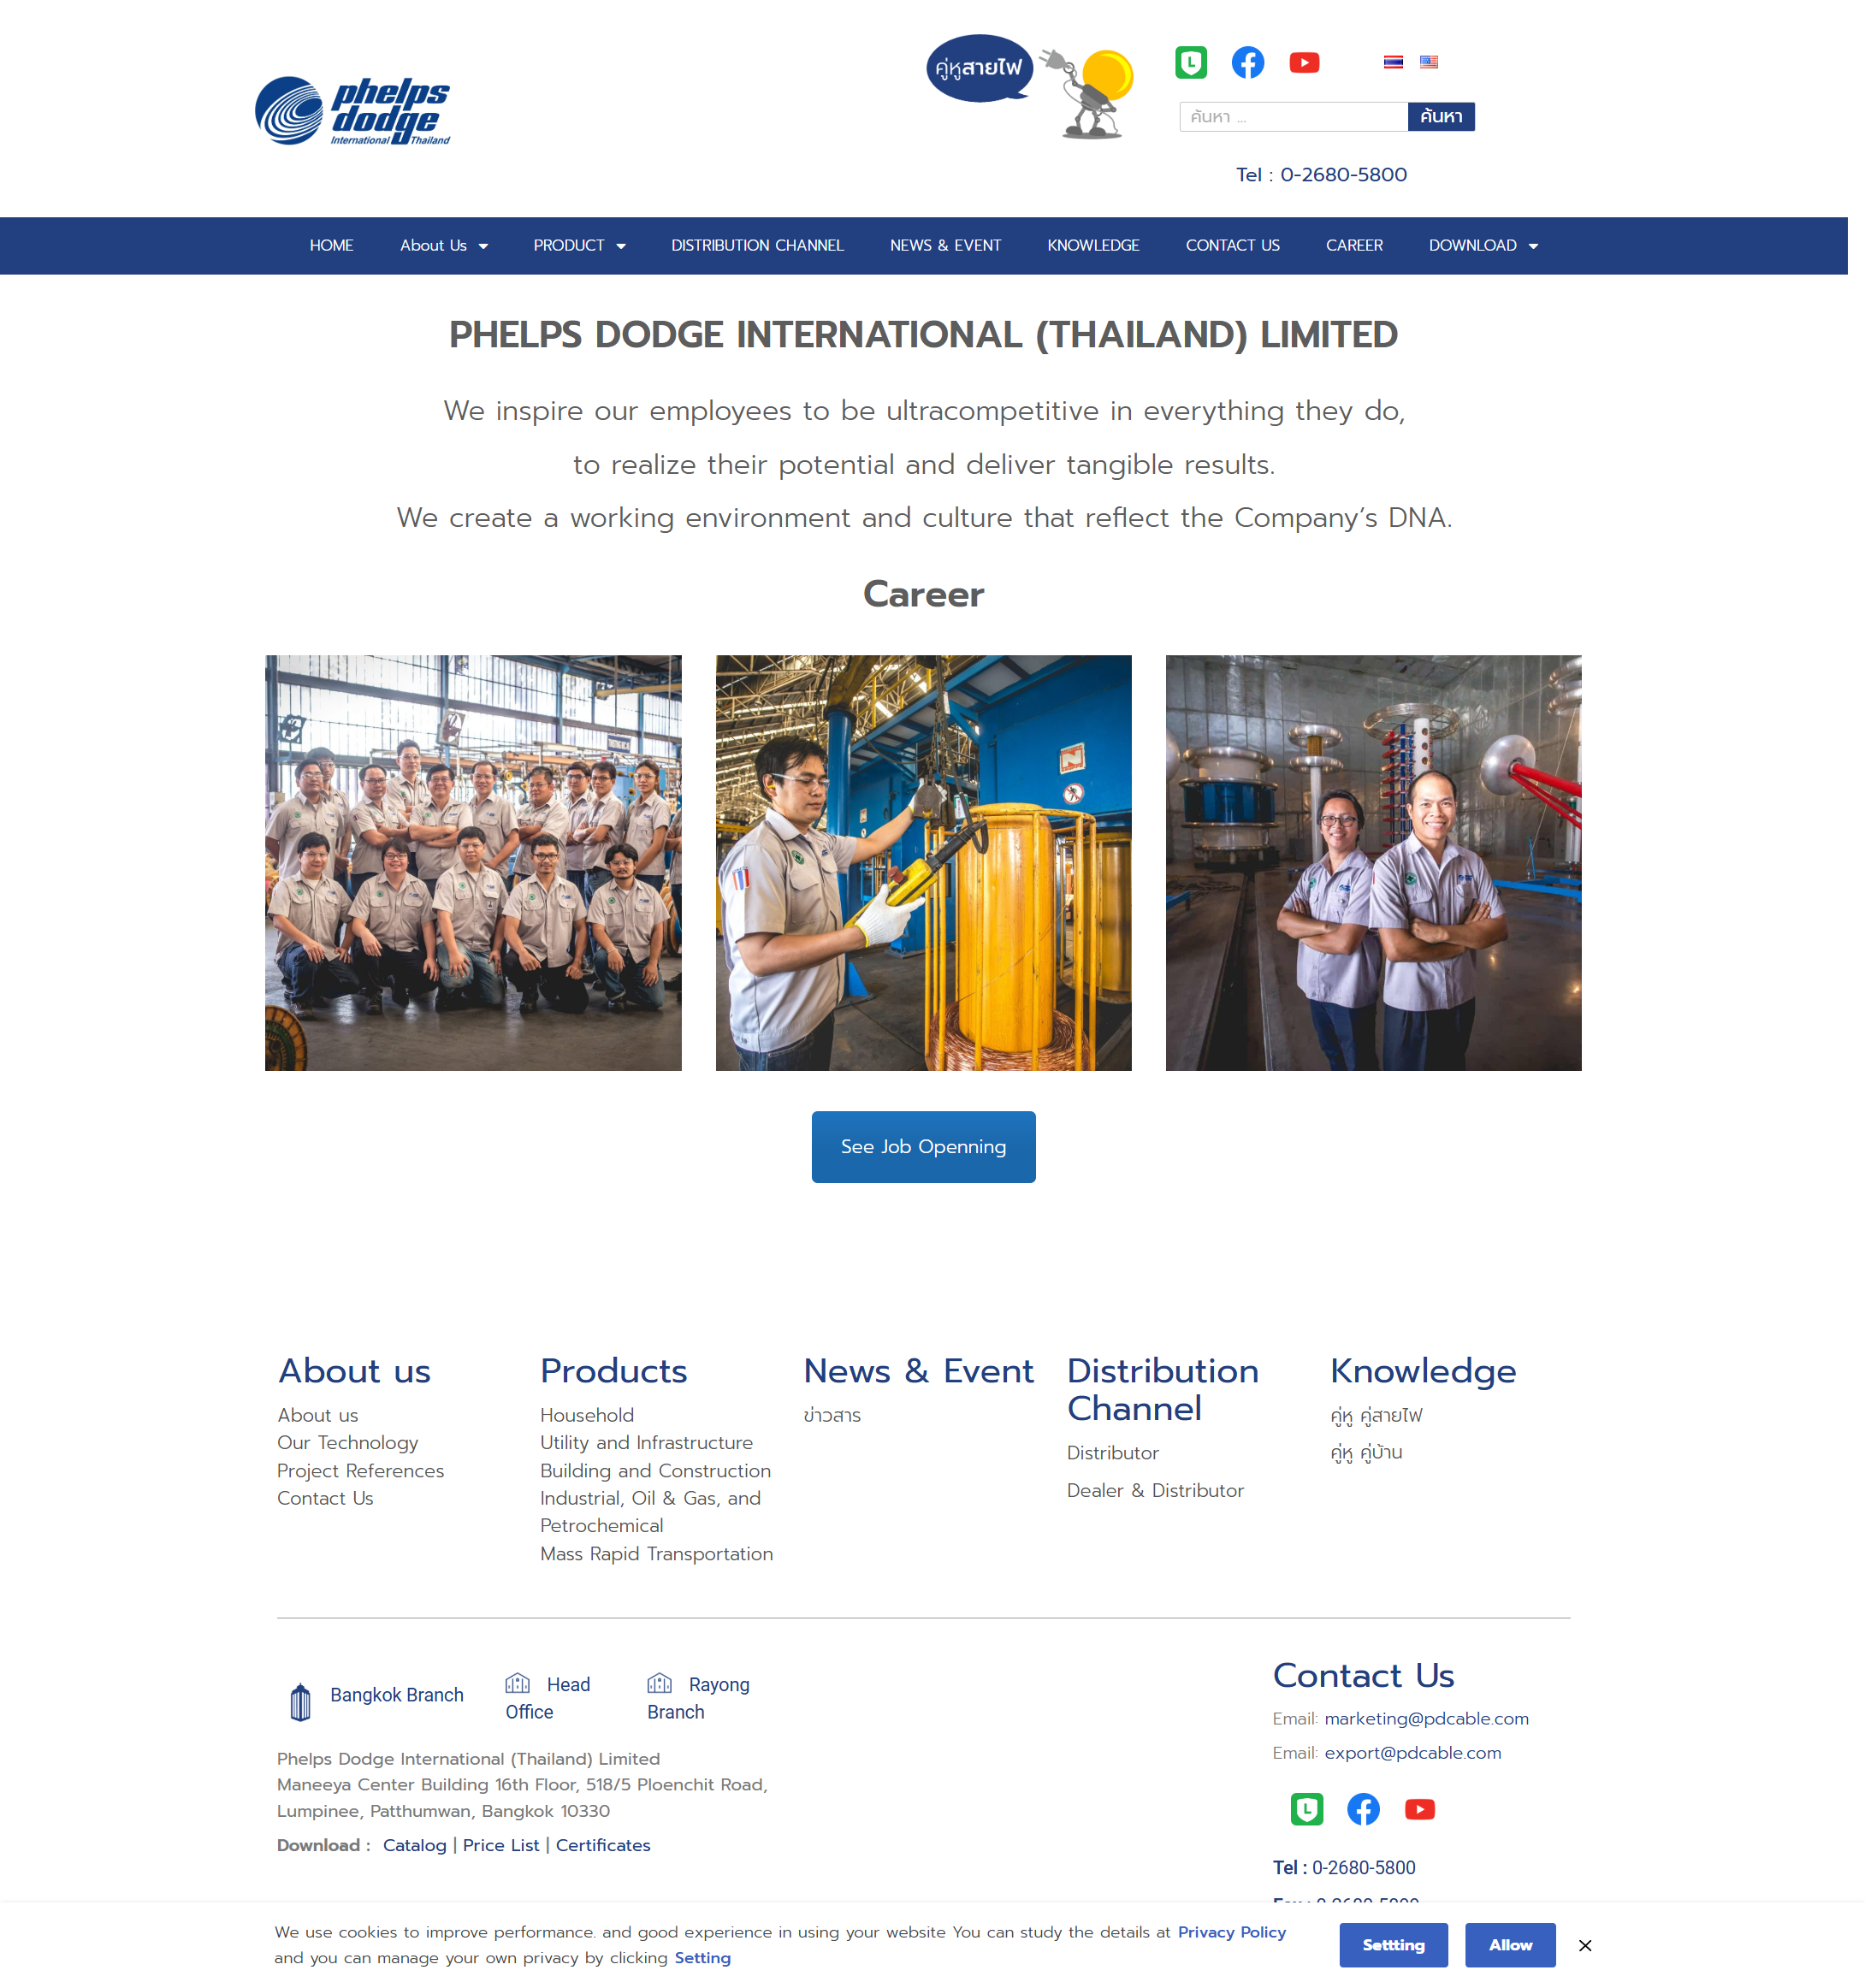 phelps
dodge
International Thailand
คู่หูสายไฟ
L
ค้นหา ...
ค้นหา
Tel : 0-2680-5800
HOME
About Us
PRODUCT
DISTRIBUTION CHANNEL
NEWS & EVENT
KNOWLEDGE
CONTACT US
CAREER
DOWNLOAD
PHELPS DODGE INTERNATIONAL (THAILAND) LIMITED
We inspire our employees to be ultracompetitive in everything they do,
to realize their potential and deliver tangible results.
We create a working environment and culture that reflect the Company’s DNA.
Career
See Job Openning
About us
About us
Our Technology
Project References
Contact Us
Products
Household
Utility and Infrastructure
Building and Construction
Industrial, Oil & Gas, and
Petrochemical
Mass Rapid Transportation
News & Event
ข่าวสาร
Distribution
Channel
Distributor
Dealer & Distributor
Knowledge
คู่หู คู่สายไฟ
คู่หู คู่บ้าน
Bangkok Branch
Head
Office
Rayong
Branch
Phelps Dodge International (Thailand) Limited
Maneeya Center Building 16th Floor, 518/5 Ploenchit Road,
Lumpinee, Patthumwan, Bangkok 10330
Download : Catalog | Price List | Certificates
Contact Us
Email: marketing@pdcable.com
Email: export@pdcable.com
L
Tel : 0-2680-5800
We use cookies to improve performance. and good experience in using your website You can study the details at Privacy Policy
and you can manage your own privacy by clicking Setting
Settting
Allow